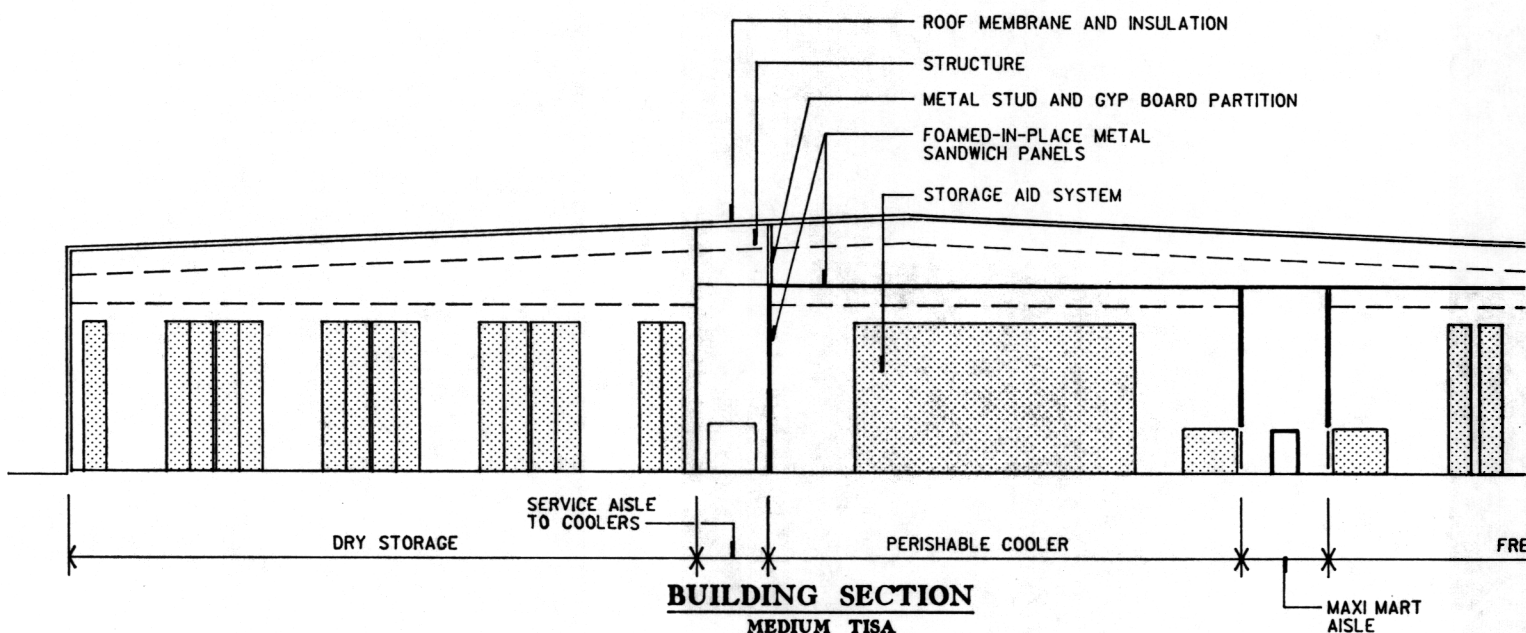 ROOF MEMBRANE AND INSULATION
STRUCTURE
METAL STUD AND GYP BOARD PARTITION
FOAMED-IN-PLACE METAL
SANDWICH PANELS
STORAGE AID SYSTEM
SERVICE AISLE
TO COOLERS
DRY STORAGE
PERISHABLE COOLER
FRE
BUILDING SECTION
MEDIUM TISA
MAXI MART
AISLE